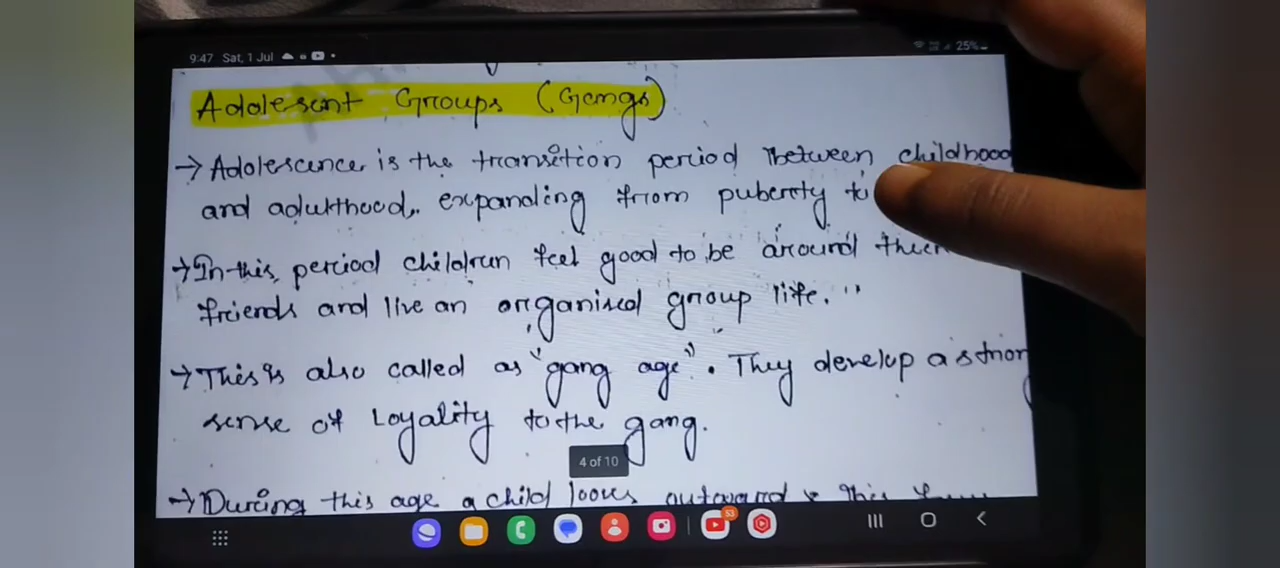 9:47 Sat, 1 Jul
25%
Adolescent Groups (Gangs)
→ Adolescence is the transition period between childhood
and adulthood, expanding from puberty to
→ In this, period children feel good to be around their
friends and live an organised group life. "
→ This is also called as "gang age". They develop a stron
sense of Loyality to the gang.
4 of 10
→ During this age a child looks outward
53